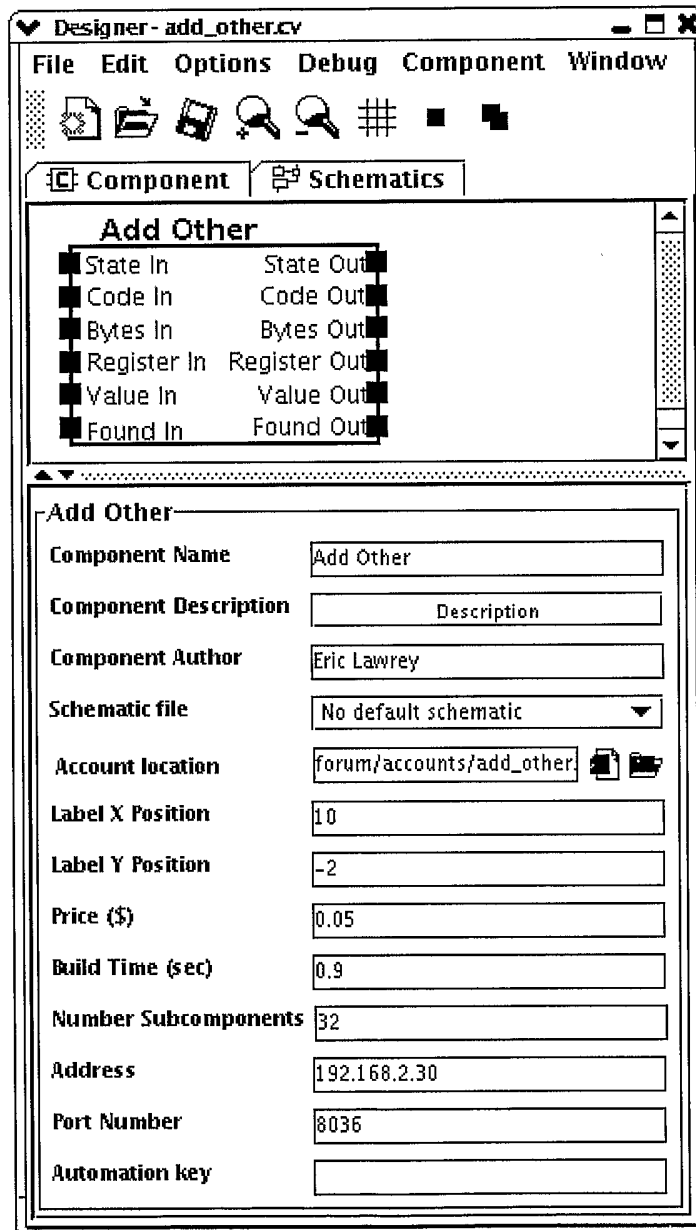 Designer - add_other.cv
File Edit Options Debug Component Window
C Component Schematics
Add Other
State In State Out
Code In Code Out
Bytes In Bytes Out
Register In Register Out
Value In Value Out
Found In Found Out
Add Other
Component Name Add Other
Component Description Description
Component Author Eric Lawrey
Schematic file No default schematic
Account location forum/accounts/add_other.
Label X Position 10
Label Y Position -2
Price ($) 0.05
Build Time (sec) 0.9
Number Subcomponents 32
Address 192.168.2.30
Port Number 8036
Automation key